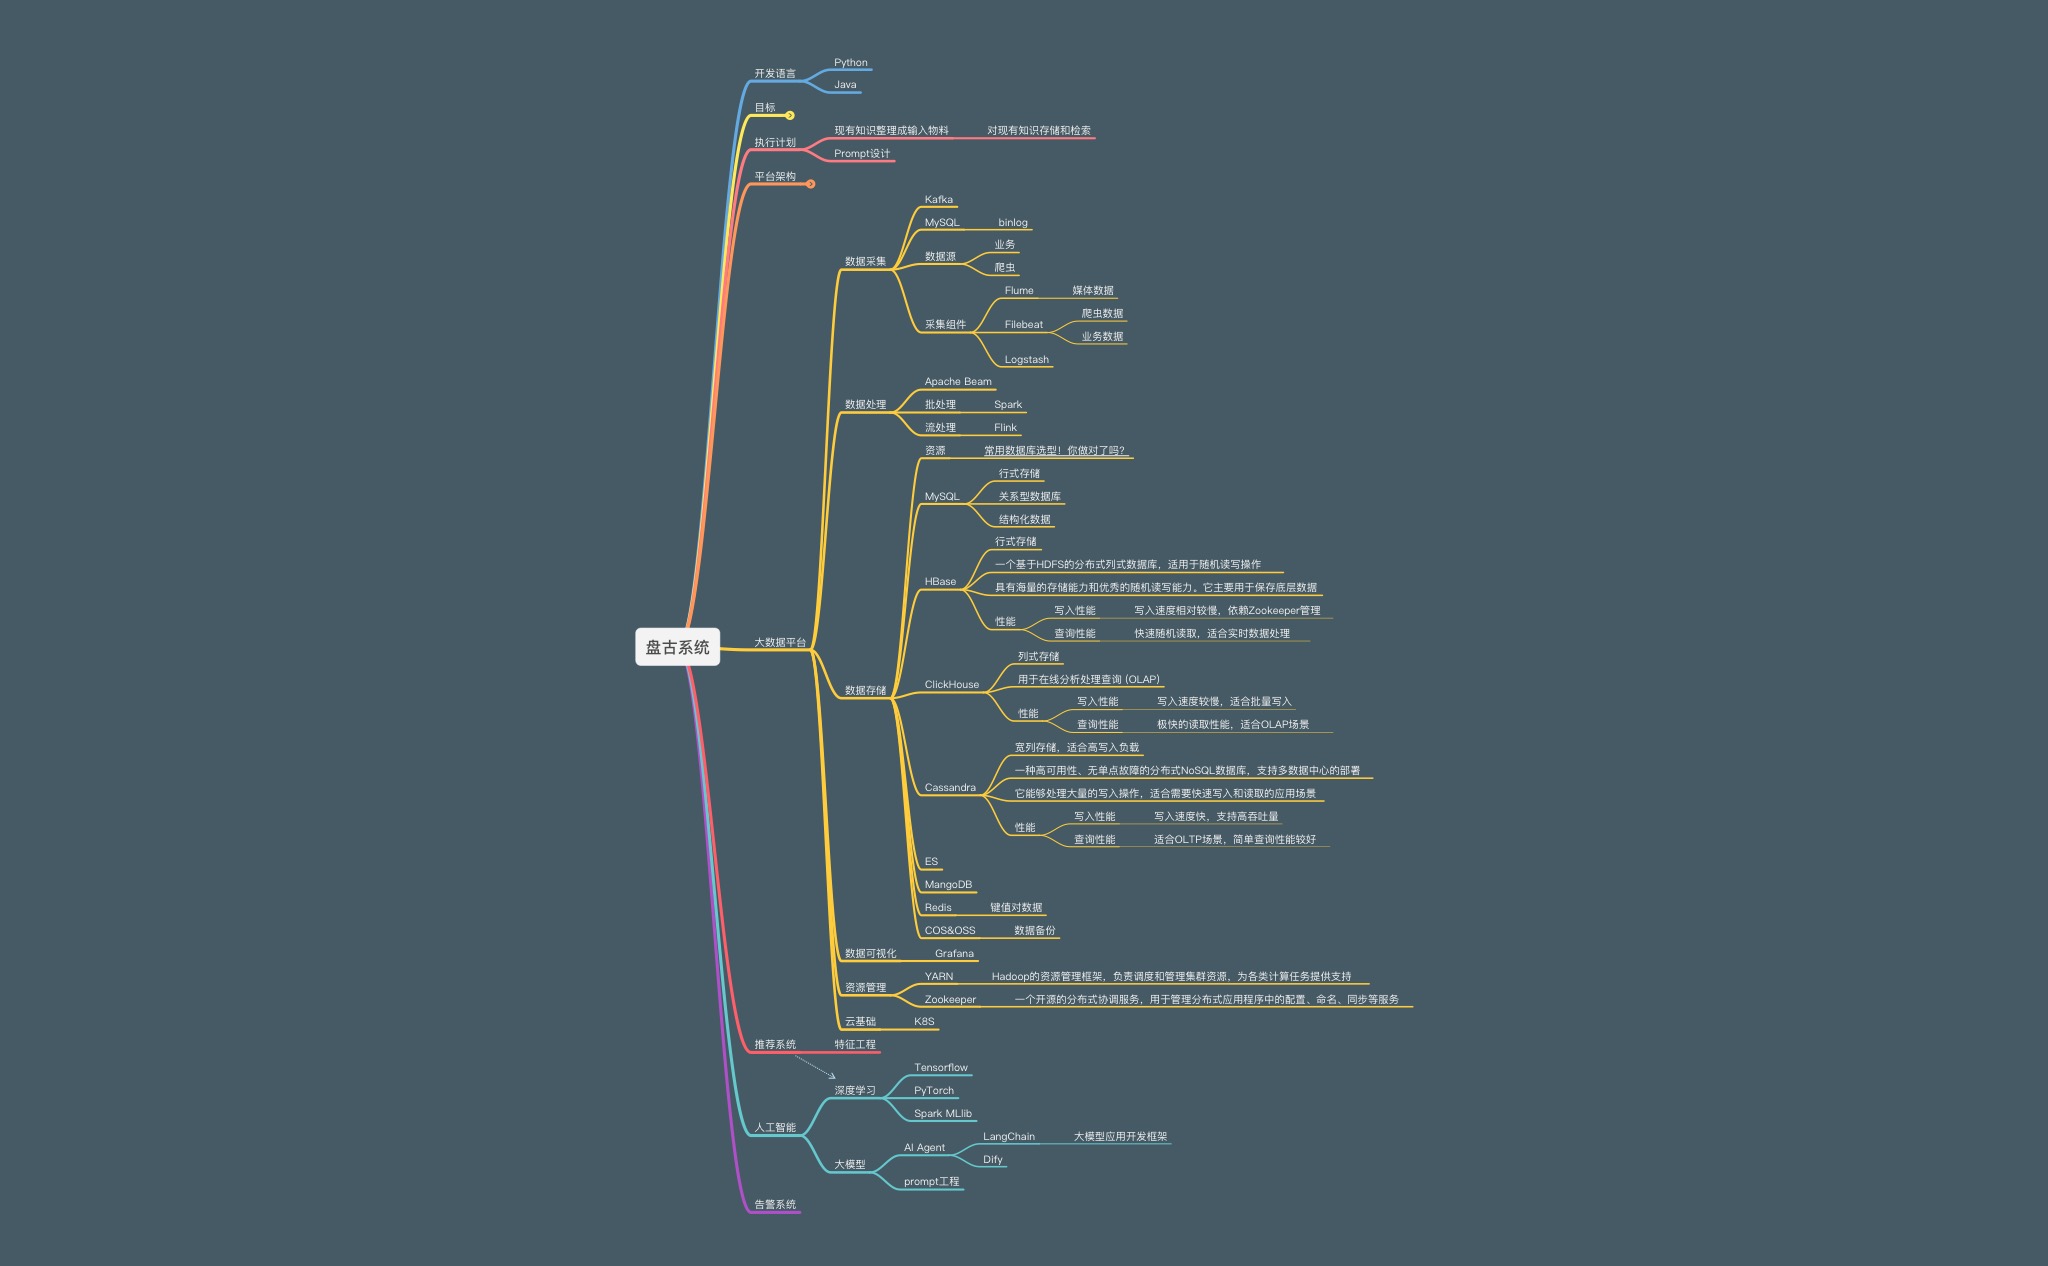 开发语言
Python
Java
目标
执行计划
现有知识整理成输入物料
对现有知识存储和检索
Prompt设计
平台架构
盘古系统
大数据平台
数据采集
Kafka
MySQL
binlog
数据源
业务
爬虫
采集组件
Flume
媒体数据
Filebeat
爬虫数据
业务数据
Logstash
数据处理
Apache Beam
批处理
Spark
流处理
Flink
数据存储
资源
常用数据库选型！你做对了吗？
MySQL
行式存储
关系型数据库
结构化数据
HBase
行式存储
一个基于HDFS的分布式列式数据库，适用于随机读写操作
具有海量的存储能力和优秀的随机读写能力。它主要用于保存底层数据
性能
写入性能
写入速度相对较慢，依赖Zookeeper管理
查询性能
快速随机读取，适合实时数据处理
ClickHouse
列式存储
用于在线分析处理查询 (OLAP)
性能
写入性能
写入速度较慢，适合批量写入
查询性能
极快的读取性能，适合OLAP场景
Cassandra
宽列存储，适合高写入负载
一种高可用性、无单点故障的分布式NoSQL数据库，支持多数据中心的部署
它能够处理大量的写入操作，适合需要快速写入和读取的应用场景
性能
写入性能
写入速度快，支持高吞吐量
查询性能
适合OLTP场景，简单查询性能较好
ES
MangoDB
Redis
键值对数据
COS&OSS
数据备份
数据可视化
Grafana
资源管理
YARN
Hadoop的资源管理框架，负责调度和管理集群资源，为各类计算任务提供支持
Zookeeper
一个开源的分布式协调服务，用于管理分布式应用程序中的配置、命名、同步等服务
云基础
K8S
推荐系统
特征工程
人工智能
深度学习
Tensorflow
PyTorch
Spark MLlib
大模型
AI Agent
LangChain
大模型应用开发框架
Dify
prompt工程
告警系统